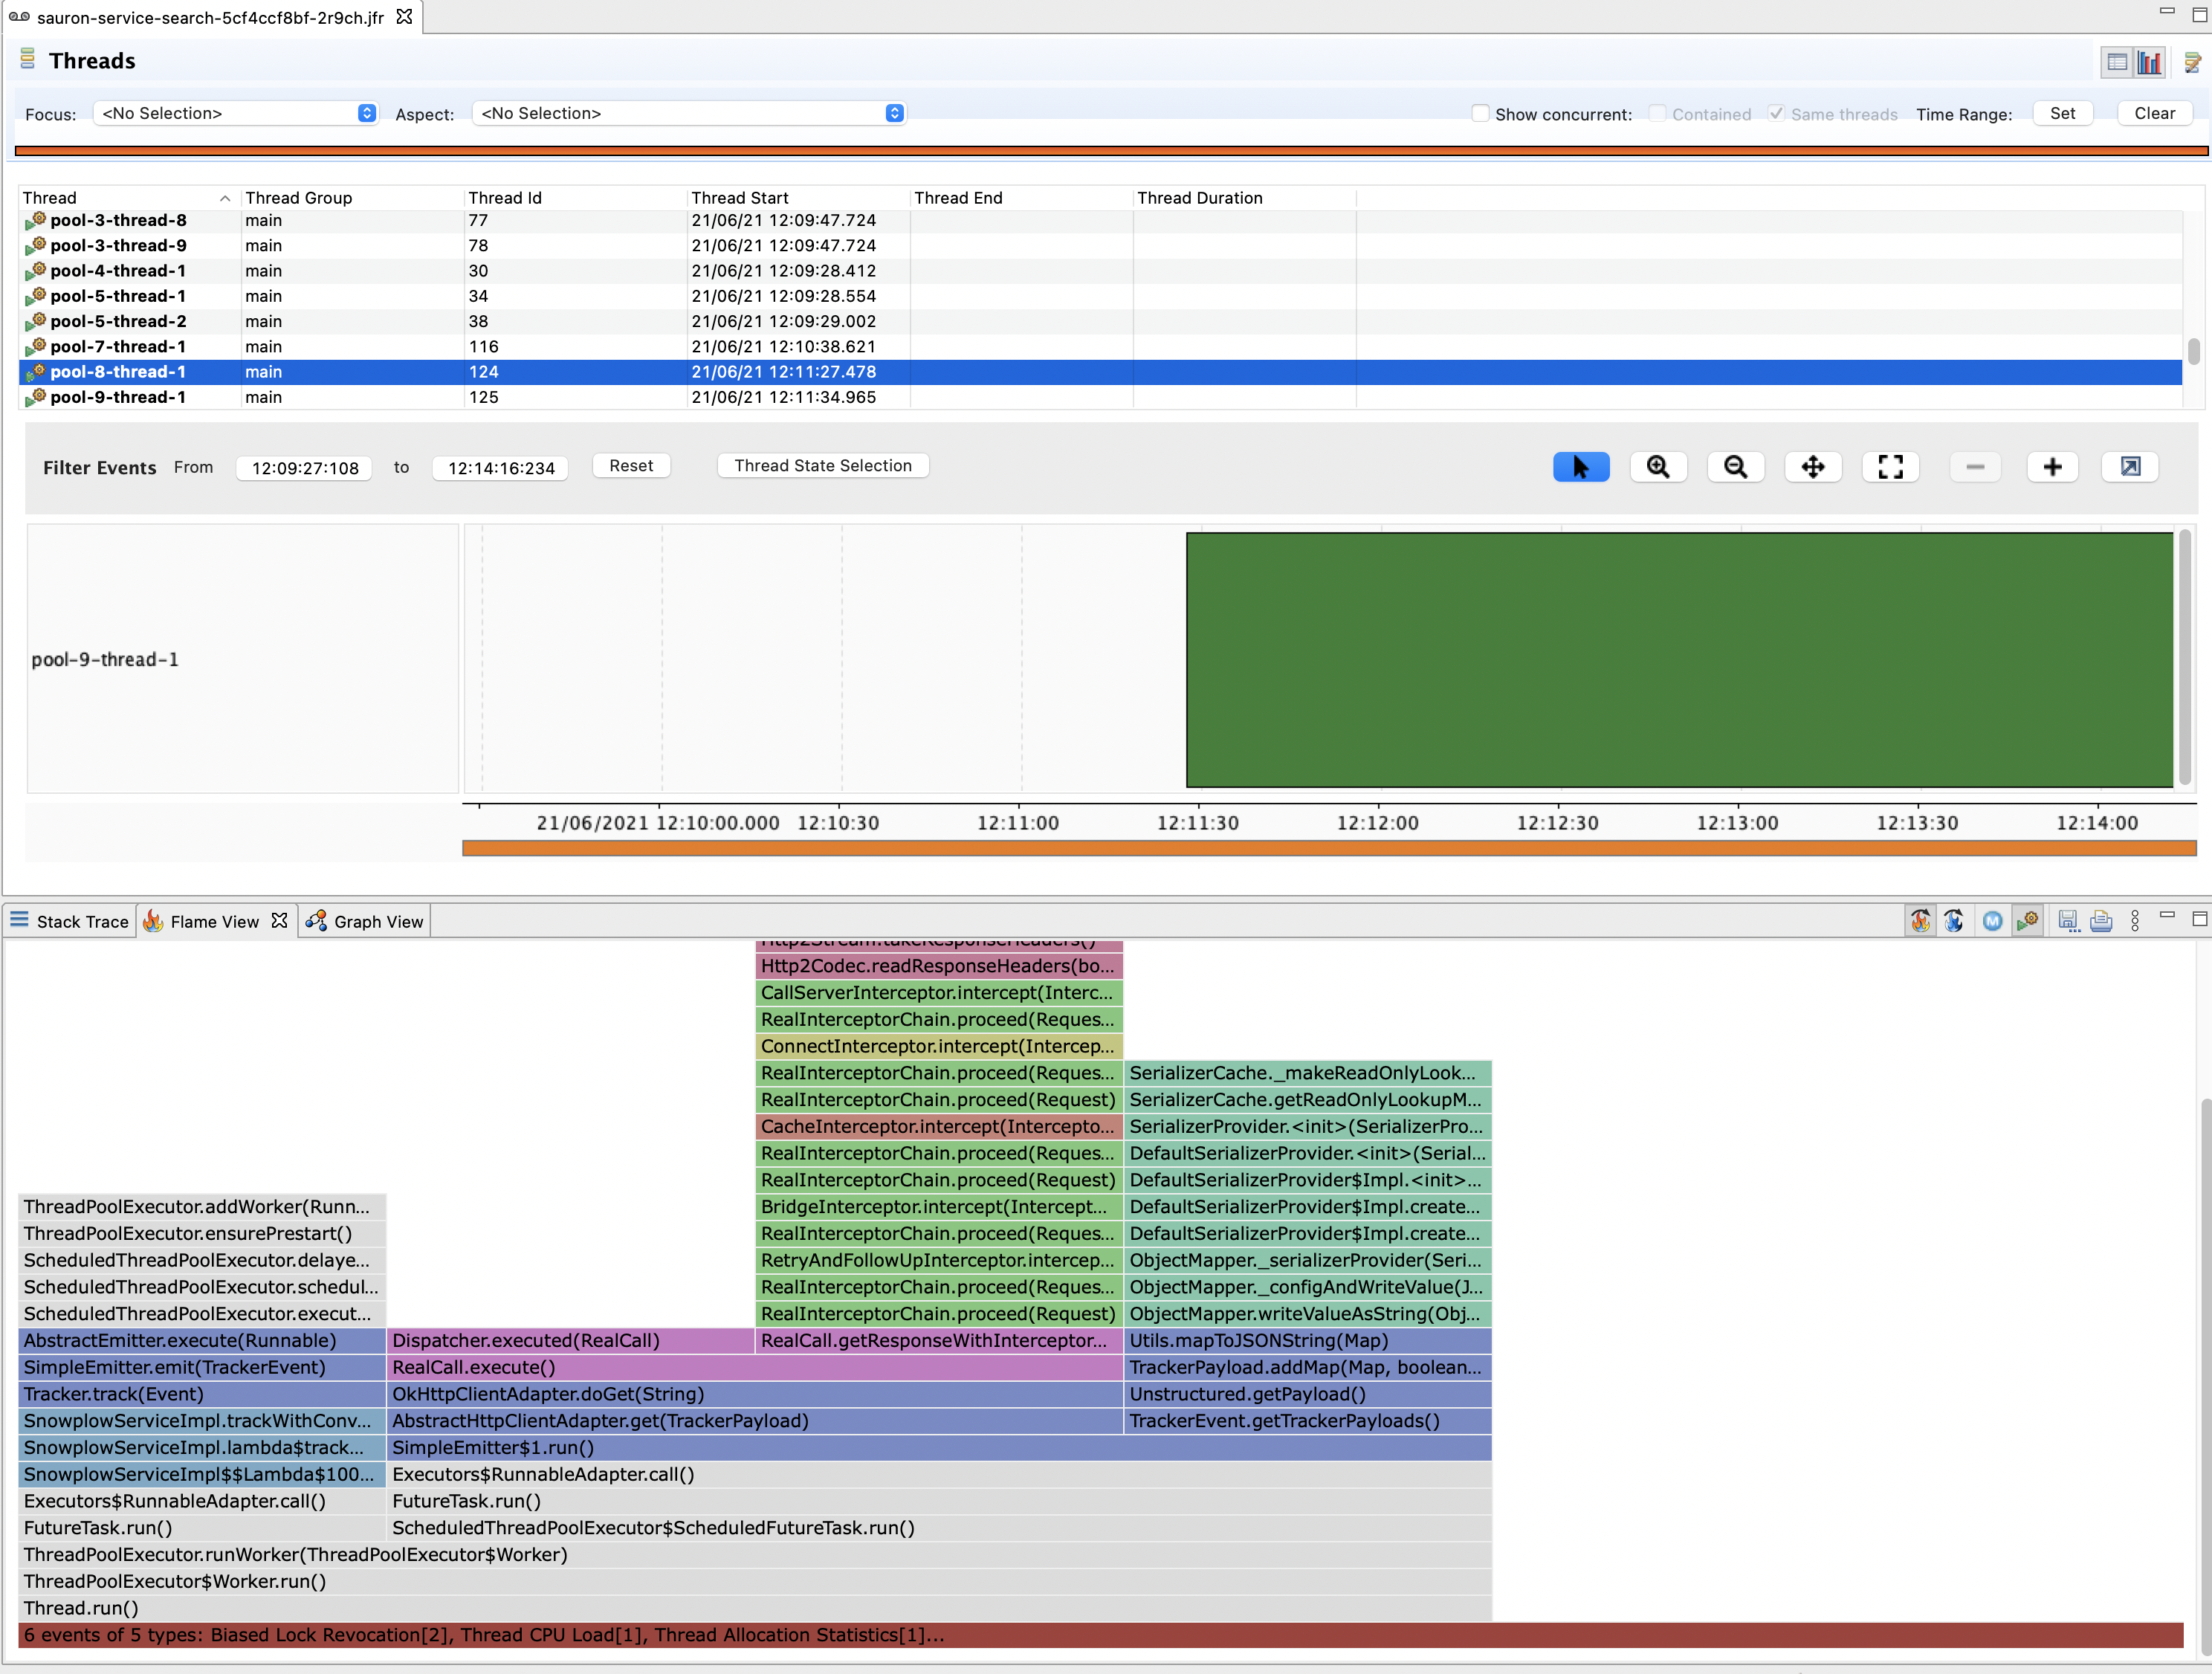 sauron-service-search-5cf4ccf8bf-2r9ch.jfr
Threads
Focus: <No Selection> Aspect: <No Selection> Show concurrent: Contained Same threads Time Range: Set Clear
Thread Thread Group Thread Id Thread Start Thread End Thread Duration
pool-3-thread-8 main 77 21/06/21 12:09:47.724
pool-3-thread-9 main 78 21/06/21 12:09:47.724
pool-4-thread-1 main 30 21/06/21 12:09:28.412
pool-5-thread-1 main 34 21/06/21 12:09:28.554
pool-5-thread-2 main 38 21/06/21 12:09:29.002
pool-7-thread-1 main 116 21/06/21 12:10:38.621
pool-8-thread-1 main 124 21/06/21 12:11:27.478
pool-9-thread-1 main 125 21/06/21 12:11:34.965
Filter Events From 12:09:27:108 to 12:14:16:234 Reset Thread State Selection
pool-9-thread-1
21/06/2021 12:10:00.000 12:10:30 12:11:00 12:11:30 12:12:00 12:12:30 12:13:00 12:13:30 12:14:00
Stack Trace Flame View Graph View
M
Http2Stream.takeResponseHeaders()
Http2Codec.readResponseHeaders(bo...
CallServerInterceptor.intercept(Interc...
RealInterceptorChain.proceed(Reques...
ConnectInterceptor.intercept(Intercep...
RealInterceptorChain.proceed(Reques... SerializerCache._makeReadOnlyLook...
RealInterceptorChain.proceed(Request) SerializerCache.getReadOnlyLookupM...
CacheInterceptor.intercept(Intercepto... SerializerProvider.<init>(SerializerPro...
RealInterceptorChain.proceed(Reques... DefaultSerializerProvider.<init>(Serial...
RealInterceptorChain.proceed(Request) DefaultSerializerProvider$Impl.<init>...
ThreadPoolExecutor.addWorker(Runn... BridgeInterceptor.intercept(Intercept... DefaultSerializerProvider$Impl.create...
ThreadPoolExecutor.ensurePrestart() RealInterceptorChain.proceed(Reques... DefaultSerializerProvider$Impl.create...
ScheduledThreadPoolExecutor.delaye... RetryAndFollowUpInterceptor.intercep... ObjectMapper._serializerProvider(Seri...
ScheduledThreadPoolExecutor.schedul... RealInterceptorChain.proceed(Reques... ObjectMapper._configAndWriteValue(J...
ScheduledThreadPoolExecutor.execut... RealInterceptorChain.proceed(Request) ObjectMapper.writeValueAsString(Obj...
AbstractEmitter.execute(Runnable) Dispatcher.executed(RealCall) RealCall.getResponseWithInterceptor... Utils.mapToJSONString(Map)
SimpleEmitter.emit(TrackerEvent) RealCall.execute() TrackerPayload.addMap(Map, boolean...
Tracker.track(Event) OkHttpClientAdapter.doGet(String) Unstructured.getPayload()
SnowplowServiceImpl.trackWithConv... AbstractHttpClientAdapter.get(TrackerPayload) TrackerEvent.getTrackerPayloads()
SnowplowServiceImpl.lambda$track... SimpleEmitter$1.run()
SnowplowServiceImpl$$Lambda$100... Executors$RunnableAdapter.call()
Executors$RunnableAdapter.call() FutureTask.run()
FutureTask.run() ScheduledThreadPoolExecutor$ScheduledFutureTask.run()
ThreadPoolExecutor.runWorker(ThreadPoolExecutor$Worker)
ThreadPoolExecutor$Worker.run()
Thread.run()
6 events of 5 types: Biased Lock Revocation[2], Thread CPU Load[1], Thread Allocation Statistics[1]...